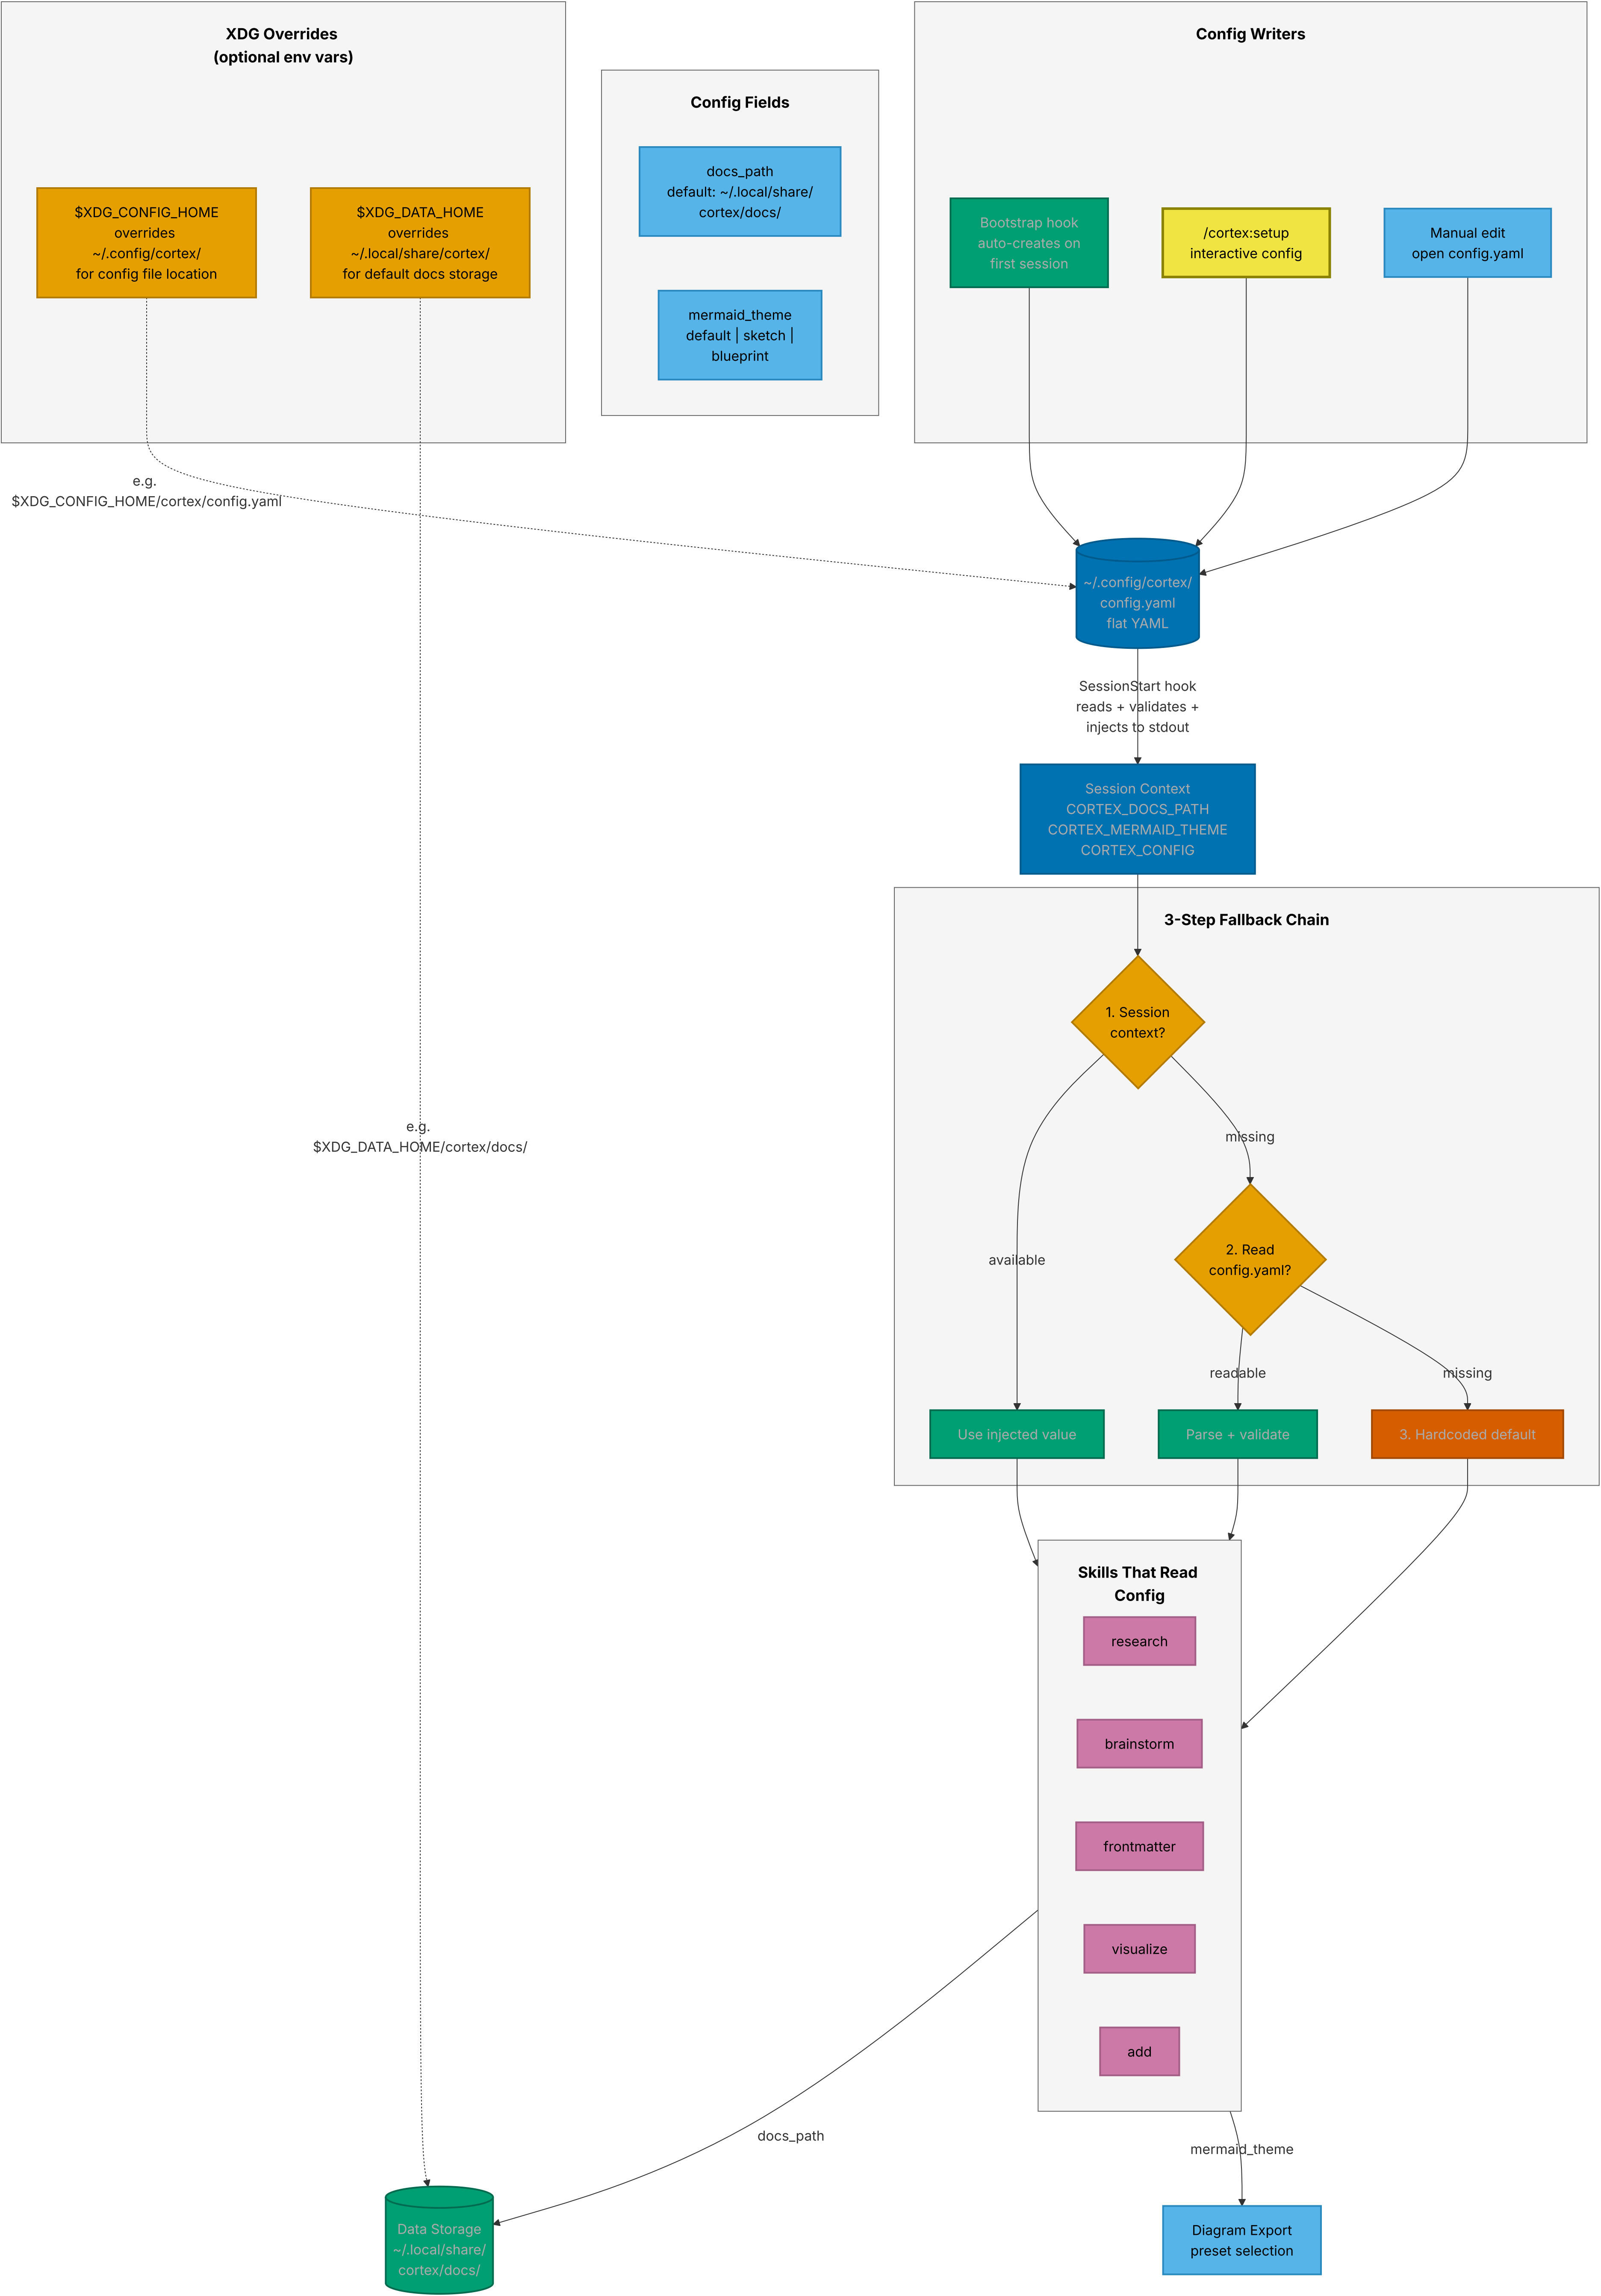 XDG Overrides
(optional env vars)
$XDG_CONFIG_HOME
overrides
~/.config/cortex/
for config file location
$XDG_DATA_HOME
overrides
~/.local/share/cortex/
for default docs storage
Config Fields
docs_path
default: ~/.local/share/
cortex/docs/
mermaid_theme
default | sketch |
blueprint
Config Writers
Bootstrap hook
auto-creates on
first session
/cortex:setup
interactive config
Manual edit
open config.yaml
e.g.
$XDG_CONFIG_HOME/cortex/config.yaml
~/.config/cortex/
config.yaml
flat YAML
SessionStart hook
reads + validates +
injects to stdout
Session Context
CORTEX_DOCS_PATH
CORTEX_MERMAID_THEME
CORTEX_CONFIG
3-Step Fallback Chain
1. Session
context?
e.g.
$XDG_DATA_HOME/cortex/docs/
missing
available
2. Read
config.yaml?
readable
missing
Use injected value
Parse + validate
3. Hardcoded default
Skills That Read
Config
research
brainstorm
frontmatter
visualize
add
docs_path
mermaid_theme
Data Storage
~/.local/share/
cortex/docs/
Diagram Export
preset selection